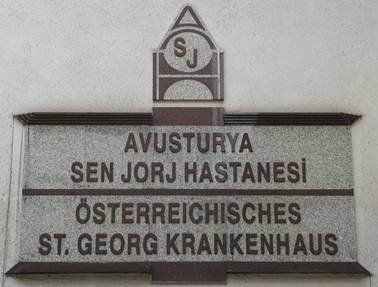 SJ
AVUSTURYA
SEN JORJ HASTANESİ
ÖSTERREICHISCHES
ST. GEORG KRANKENHAUS